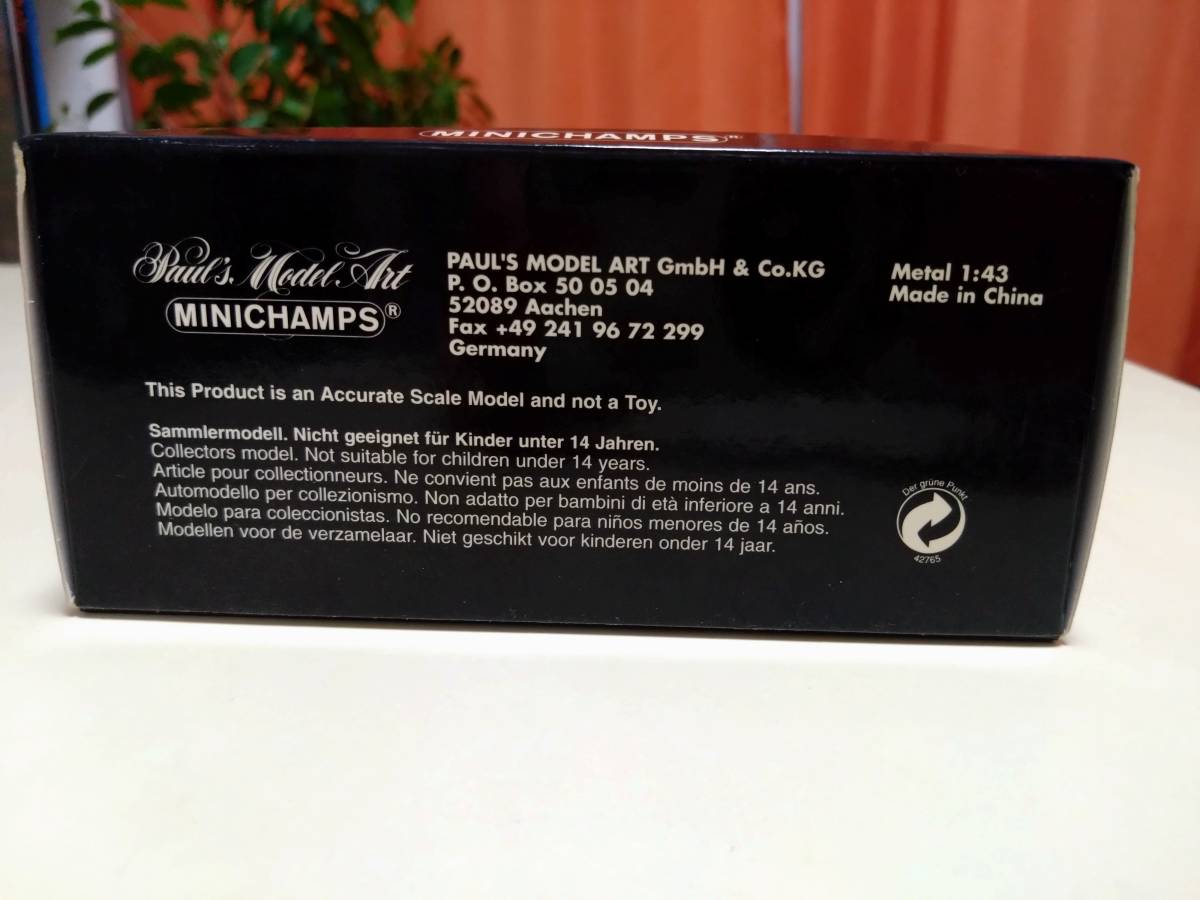 MINICHAMPS®
Paul's Model Art
MINICHAMPS®
PAUL'S MODEL ART GmbH & Co.KG
P. O. Box 50 05 04
52089 Aachen
Fax +49 241 96 72 299
Germany
Metal 1:43
Made in China
This Product is an Accurate Scale Model and not a Toy.
Sammlermodell. Nicht geeignet für Kinder unter 14 Jahren.
Collectors model. Not suitable for children under 14 years.
Article pour collectionneurs. Ne convient pas aux enfants de moins de 14 ans.
Automodello per collezionismo. Non adatto per bambini di età inferiore a 14 anni.
Modelo para coleccionistas. No recomendable para niños menores de 14 años.
Modellen voor de verzamelaar. Niet geschikt voor kinderen onder 14 jaar.
Der grüne Punkt
42765